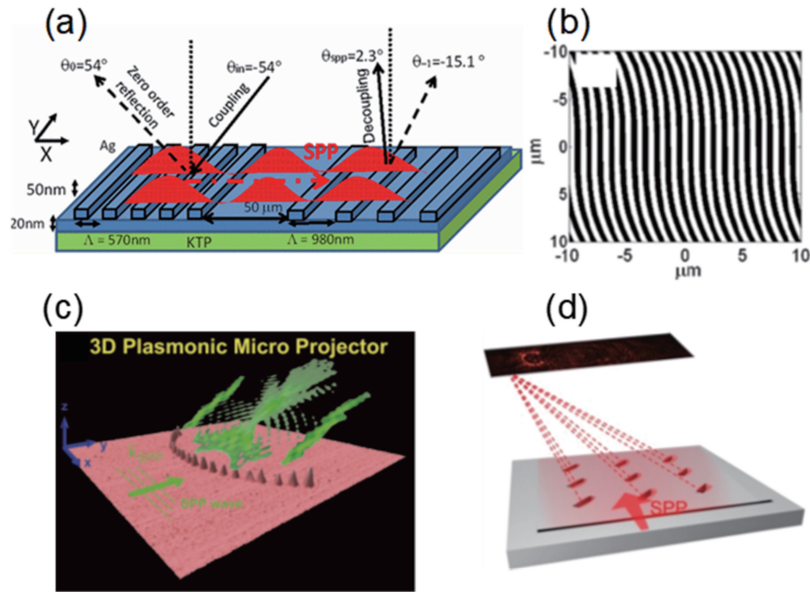 (a)
θ₀=54°
Zero order
reflection
θin=-54°
Coupling
θspp=2.3°
Decoupling
θ-1=-15.1°
Y
X
Ag
SPP
50nm
20nm
50 μm
Λ = 570nm
KTP
Λ = 980nm
(b)
-10
-5
0
5
10
μm
-10
-5
0
5
10
μm
(c)
3D Plasmonic Micro Projector
z
y
x
SPP wave
(d)
SPP